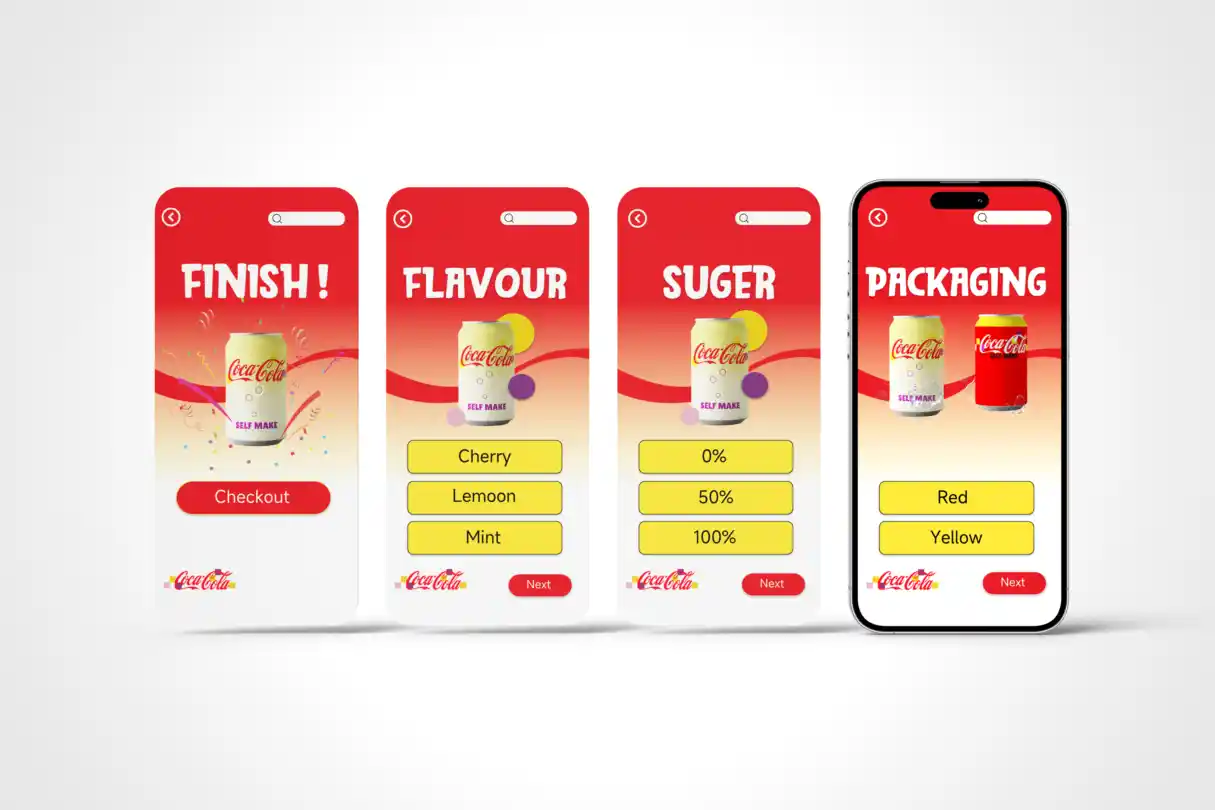 FINISH!
Coca-Cola
SELF MAKE
Checkout
Coca-Cola
FLAVOUR
Coca-Cola
SELF MAKE
Cherry
Lemoon
Mint
Coca-Cola
Next
SUGER
Coca-Cola
SELF MAKE
0%
50%
100%
Coca-Cola
Next
PACKAGING
Coca-Cola
SELF MAKE
Coca-Cola
Red
Yellow
Coca-Cola
Next